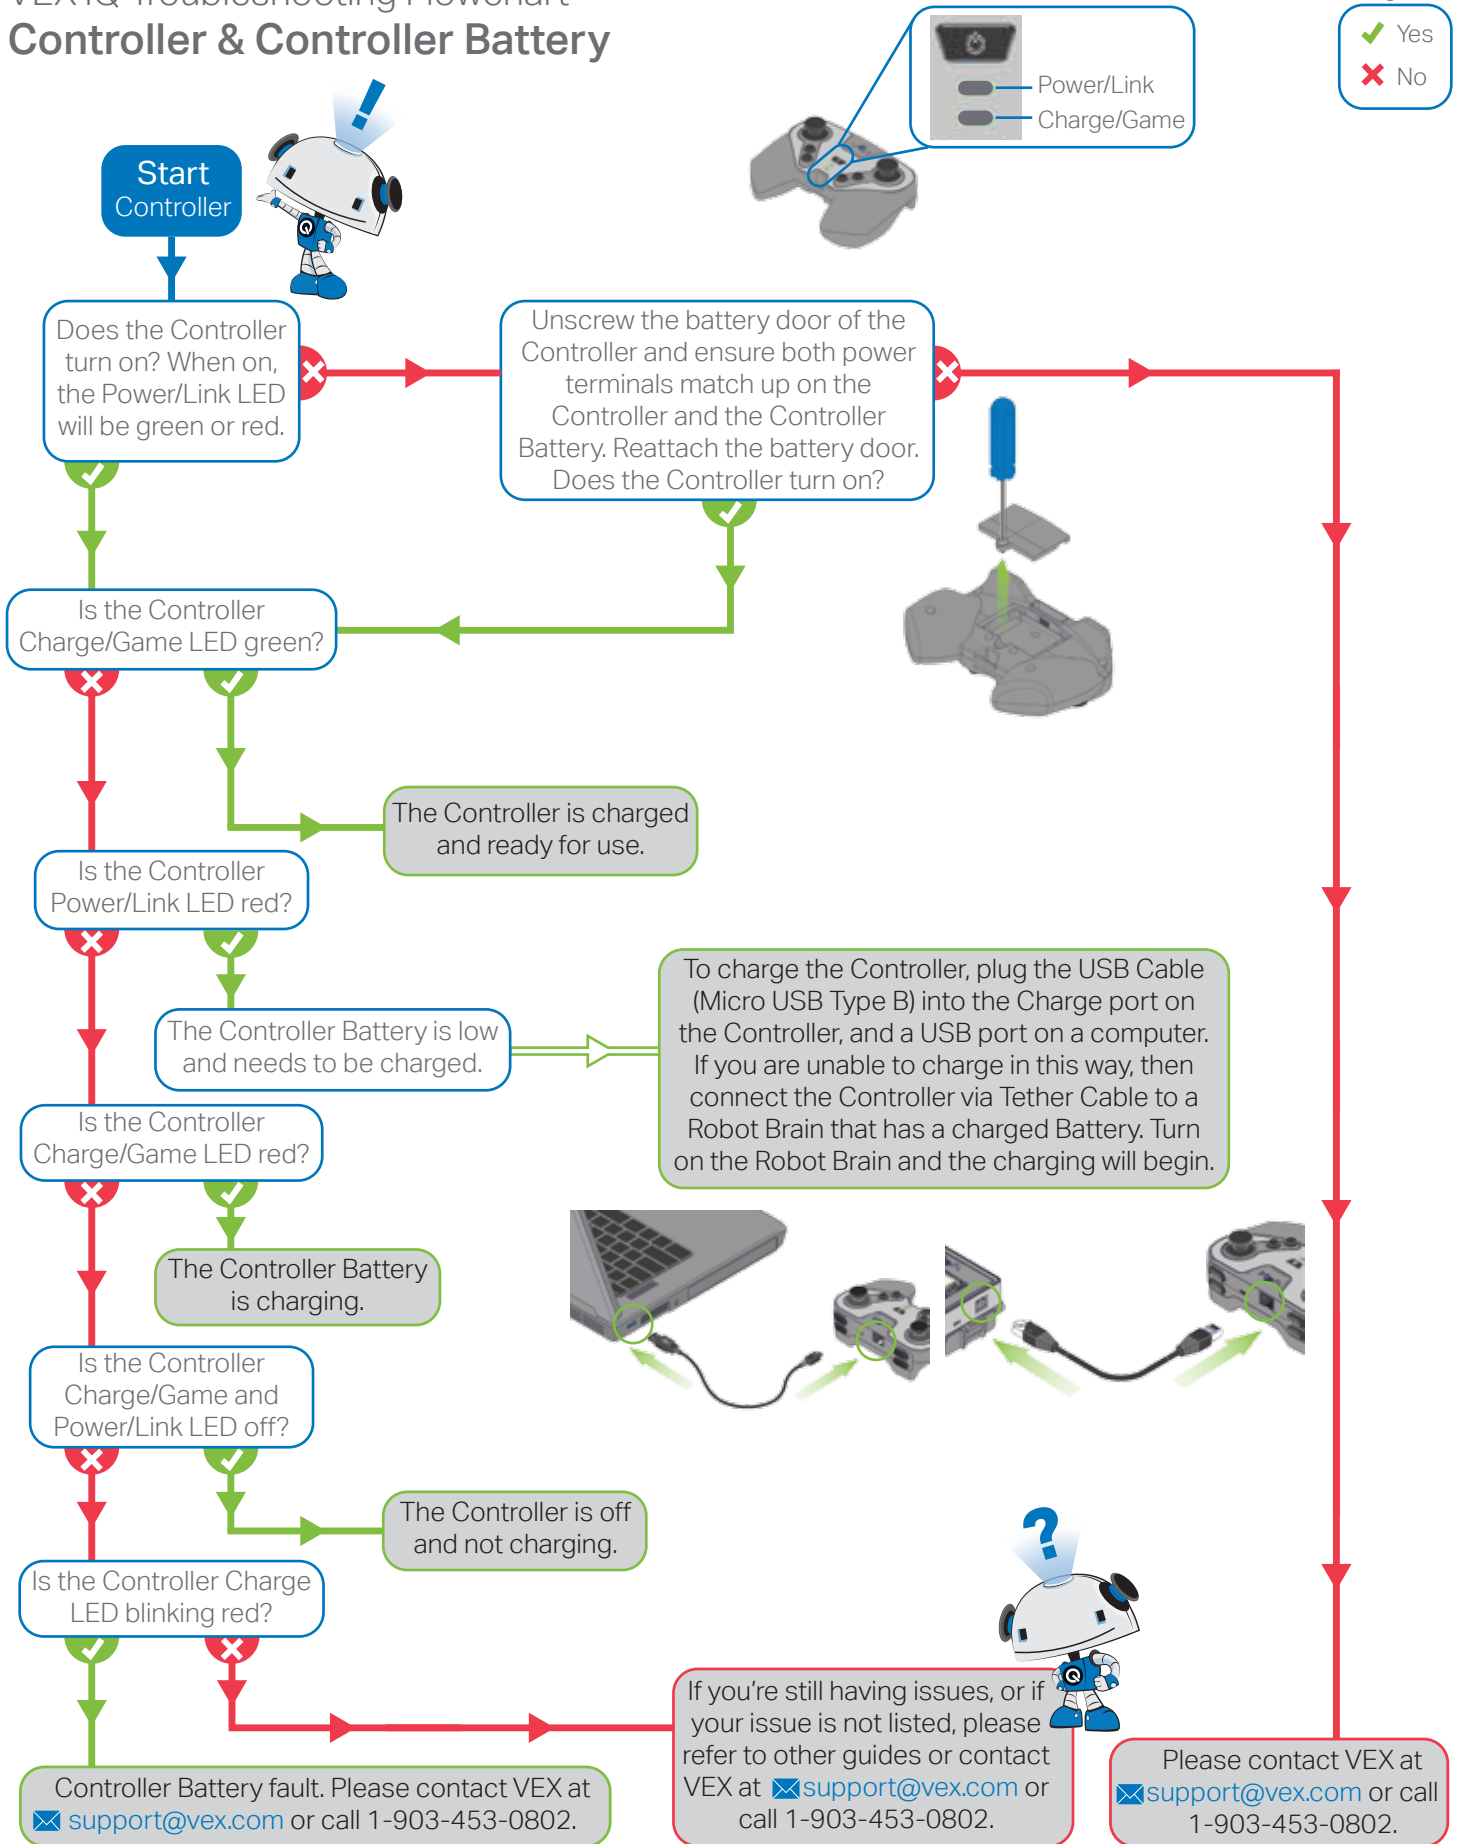 VEX IQ Troubleshooting Flowchart
Controller & Controller Battery
Yes
No
Power/Link
Charge/Game
Start
Controller
Does the Controller
turn on? When on,
the Power/Link LED
will be green or red.
Unscrew the battery door of the
Controller and ensure both power
terminals match up on the
Controller and the Controller
Battery. Reattach the battery door.
Does the Controller turn on?
Is the Controller
Charge/Game LED green?
The Controller is charged
and ready for use.
Is the Controller
Power/Link LED red?
The Controller Battery is low
and needs to be charged.
To charge the Controller, plug the USB Cable
(Micro USB Type B) into the Charge port on
the Controller, and a USB port on a computer.
If you are unable to charge in this way, then
connect the Controller via Tether Cable to a
Robot Brain that has a charged Battery. Turn
on the Robot Brain and the charging will begin.
Is the Controller
Charge/Game LED red?
The Controller Battery
is charging.
Is the Controller
Charge/Game and
Power/Link LED off?
The Controller is off
and not charging.
Is the Controller Charge
LED blinking red?
Controller Battery fault. Please contact VEX at
support@vex.com or call 1-903-453-0802.
If you're still having issues, or if
your issue is not listed, please
refer to other guides or contact
VEX at support@vex.com or
call 1-903-453-0802.
Please contact VEX at
support@vex.com or call
1-903-453-0802.